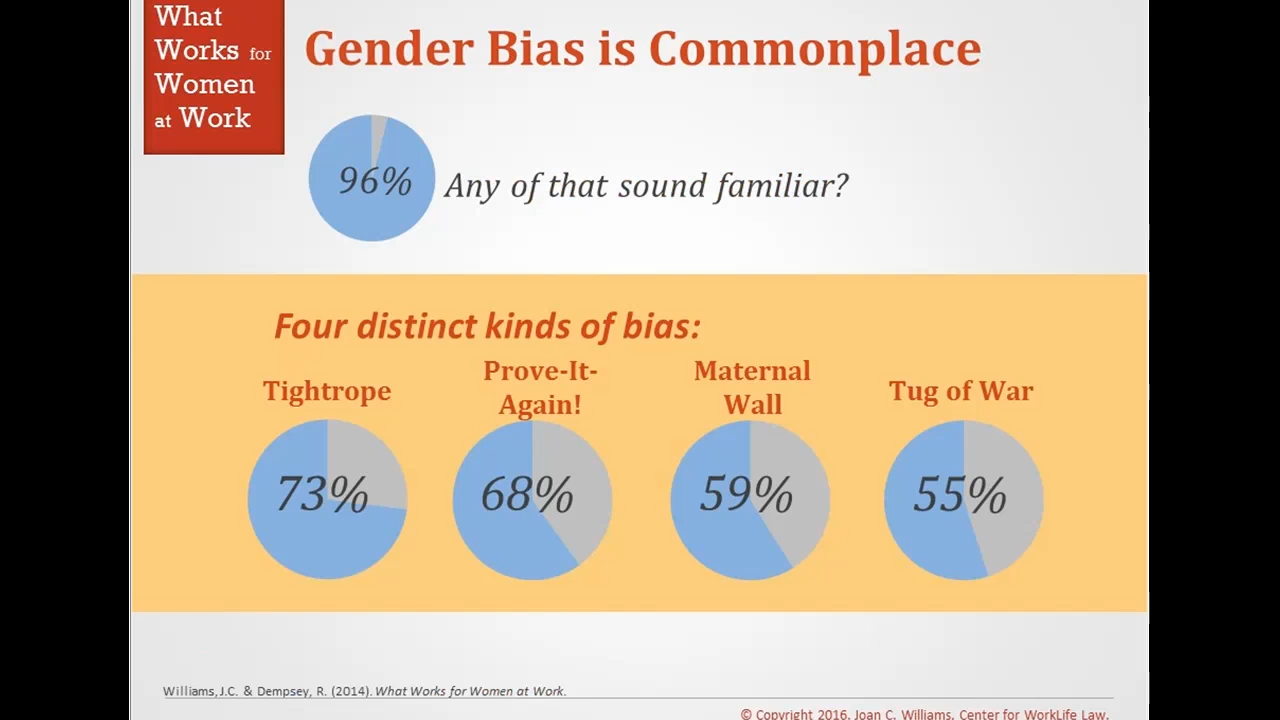 What
Works for
Women
at Work
Gender Bias is Commonplace
96%
Any of that sound familiar?
Four distinct kinds of bias:
Tightrope
Prove-It-
Again!
Maternal
Wall
Tug of War
73%
68%
59%
55%
Williams, J.C. & Dempsey, R. (2014). What Works for Women at Work.
© Copyright 2016. Joan C. Williams. Center for WorkLife Law.